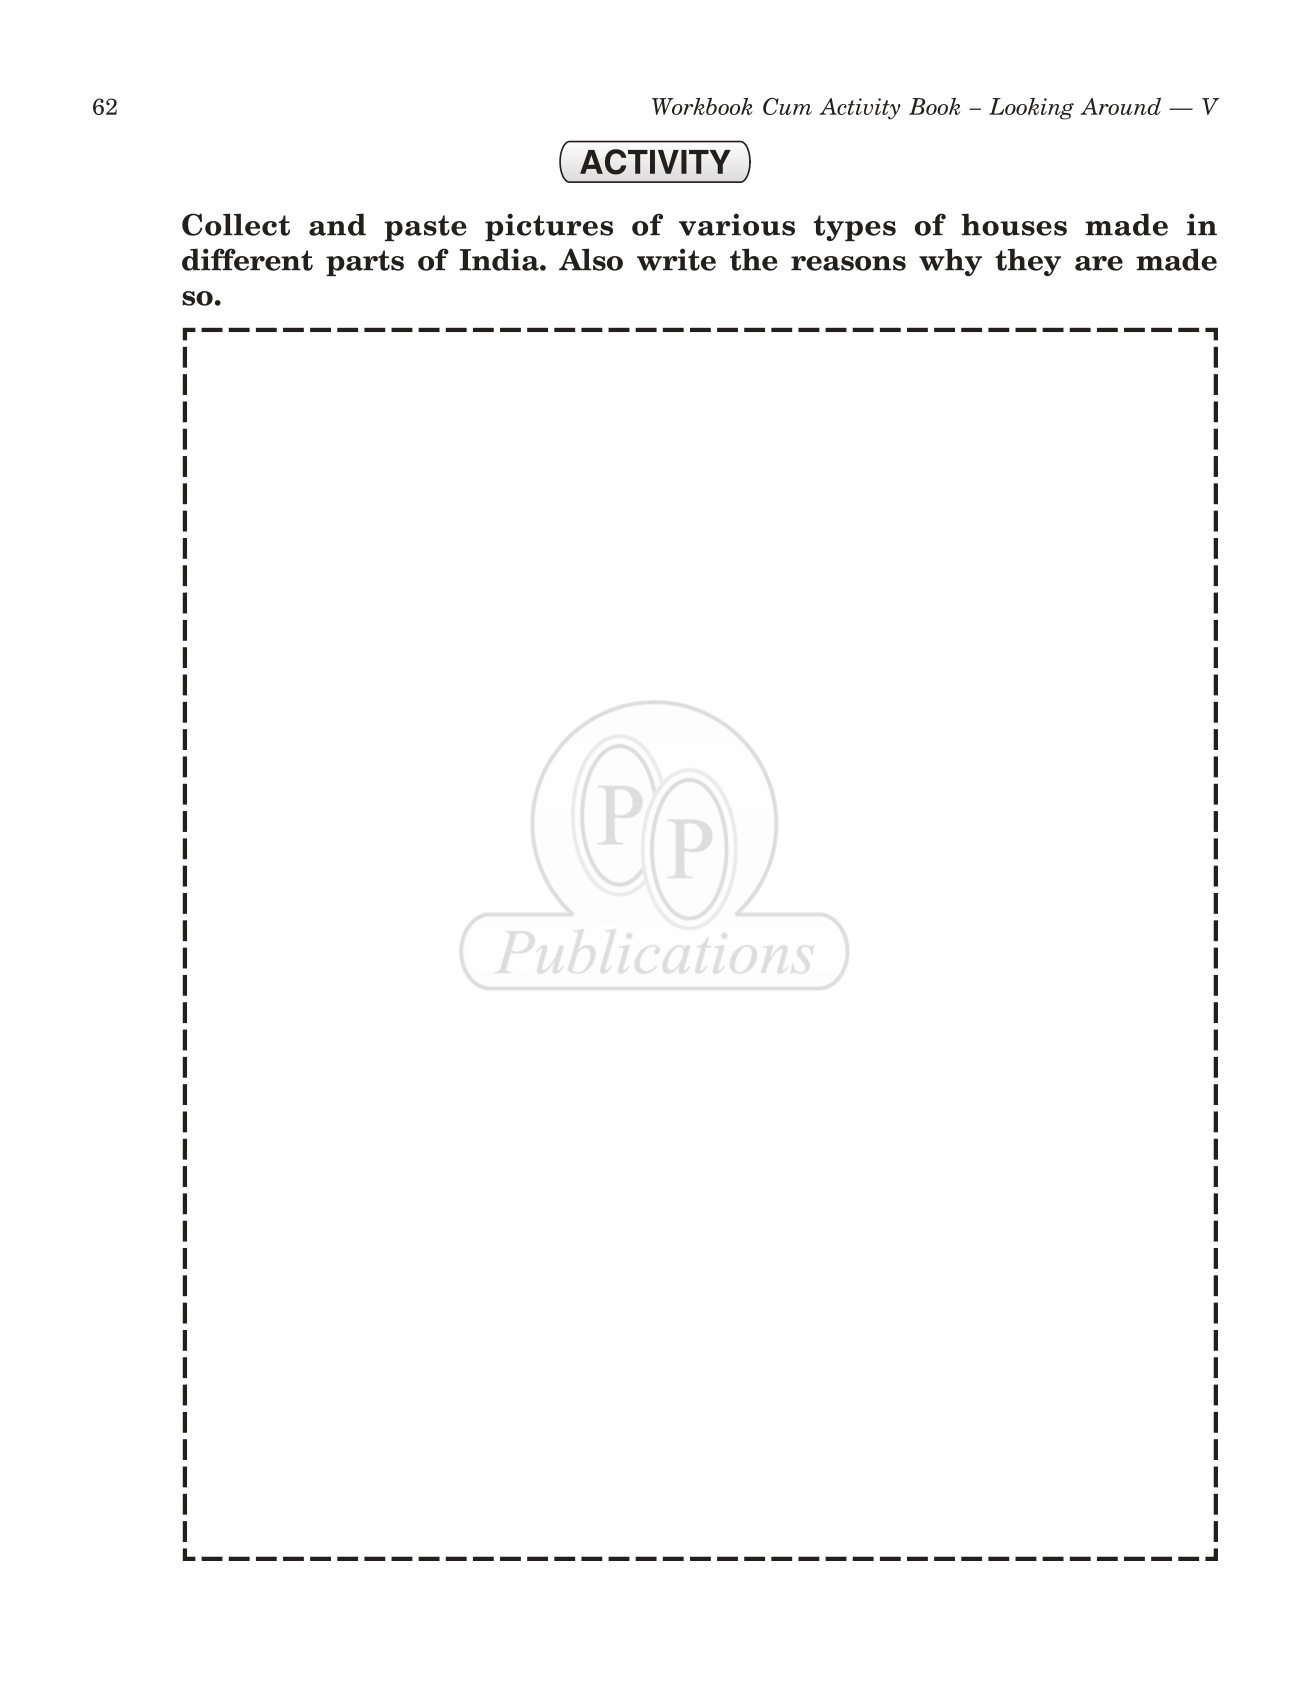 62
Workbook Cum Activity Book – Looking Around — V
ACTIVITY
Collect and paste pictures of various types of houses made in
different parts of India. Also write the reasons why they are made
so.
P
P
Publications